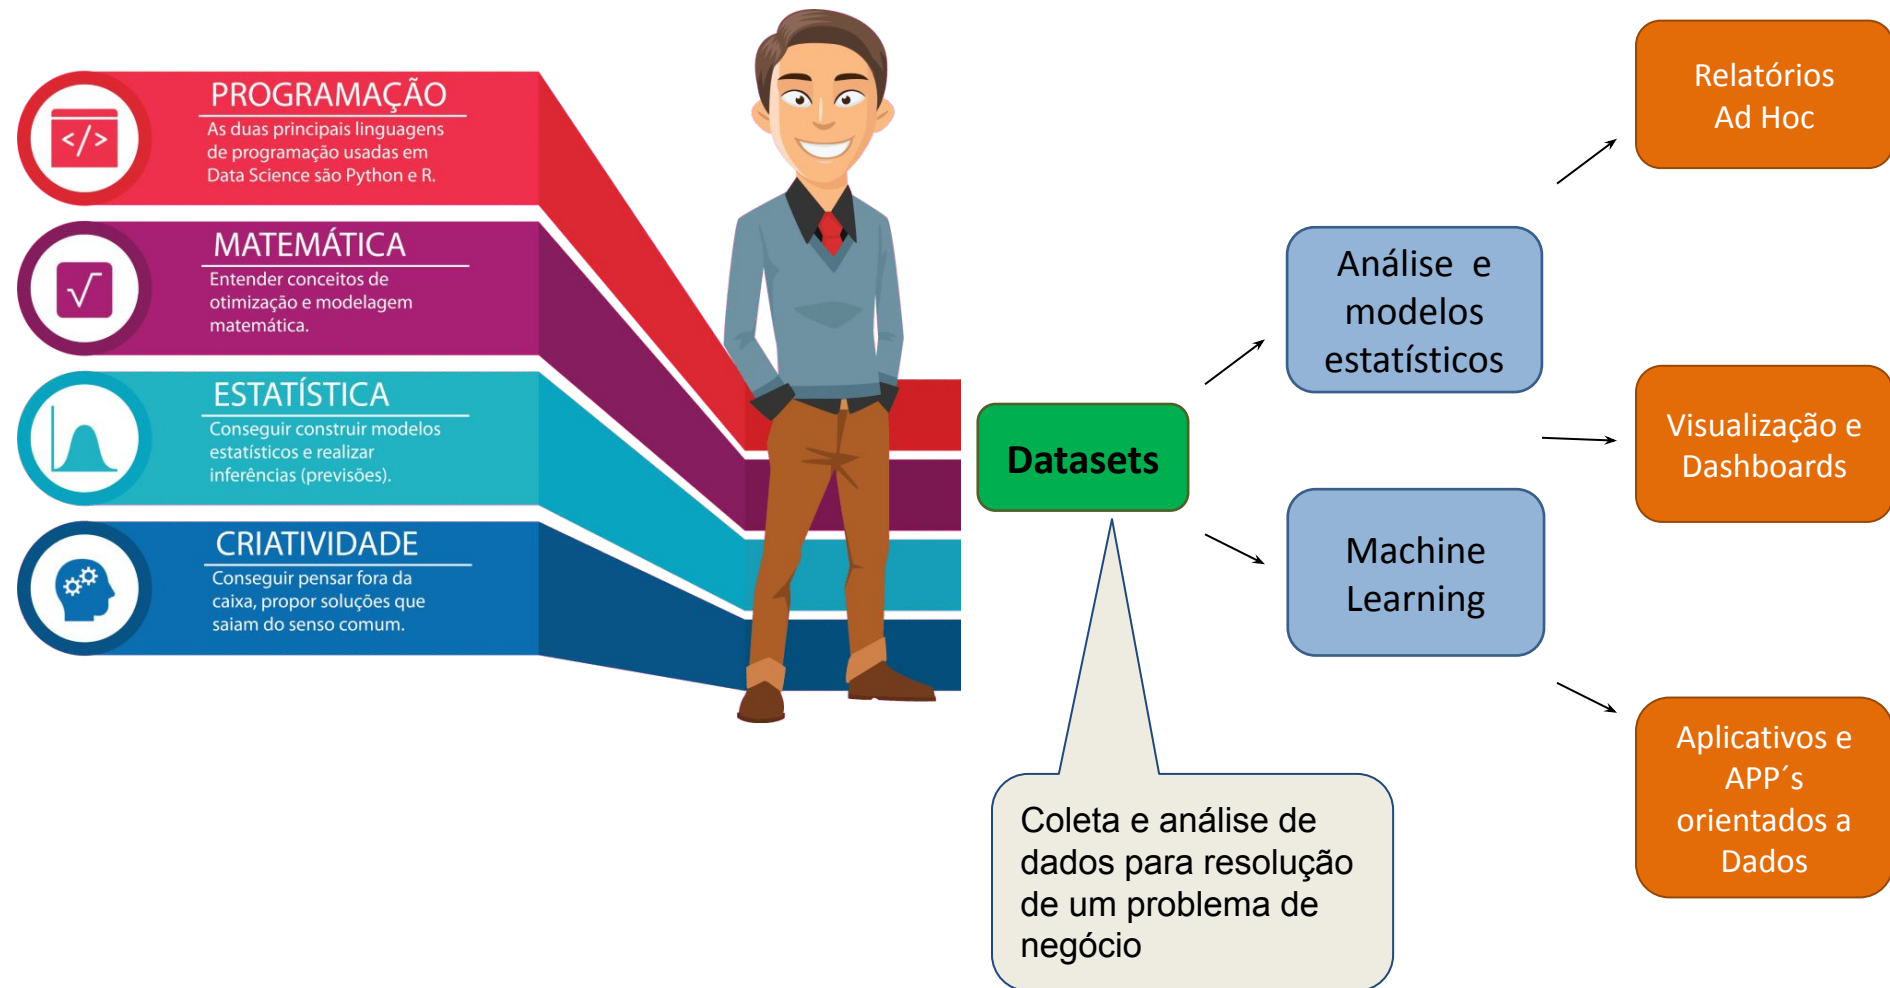 PROGRAMAÇÃO
As duas principais linguagens
de programação usadas em
Data Science são Python e R.
</>
MATEMÁTICA
Entender conceitos de
otimização e modelagem
matemática.
√
ESTATÍSTICA
Conseguir construir modelos
estatísticos e realizar
inferências (previsões).
CRIATIVIDADE
Conseguir pensar fora da
caixa, propor soluções que
saiam do senso comum.
Datasets
Coleta e análise de
dados para resolução
de um problema de
negócio
Análise e
modelos
estatísticos
Machine
Learning
Relatórios
Ad Hoc
Visualização e
Dashboards
Aplicativos e
APP´s
orientados a
Dados